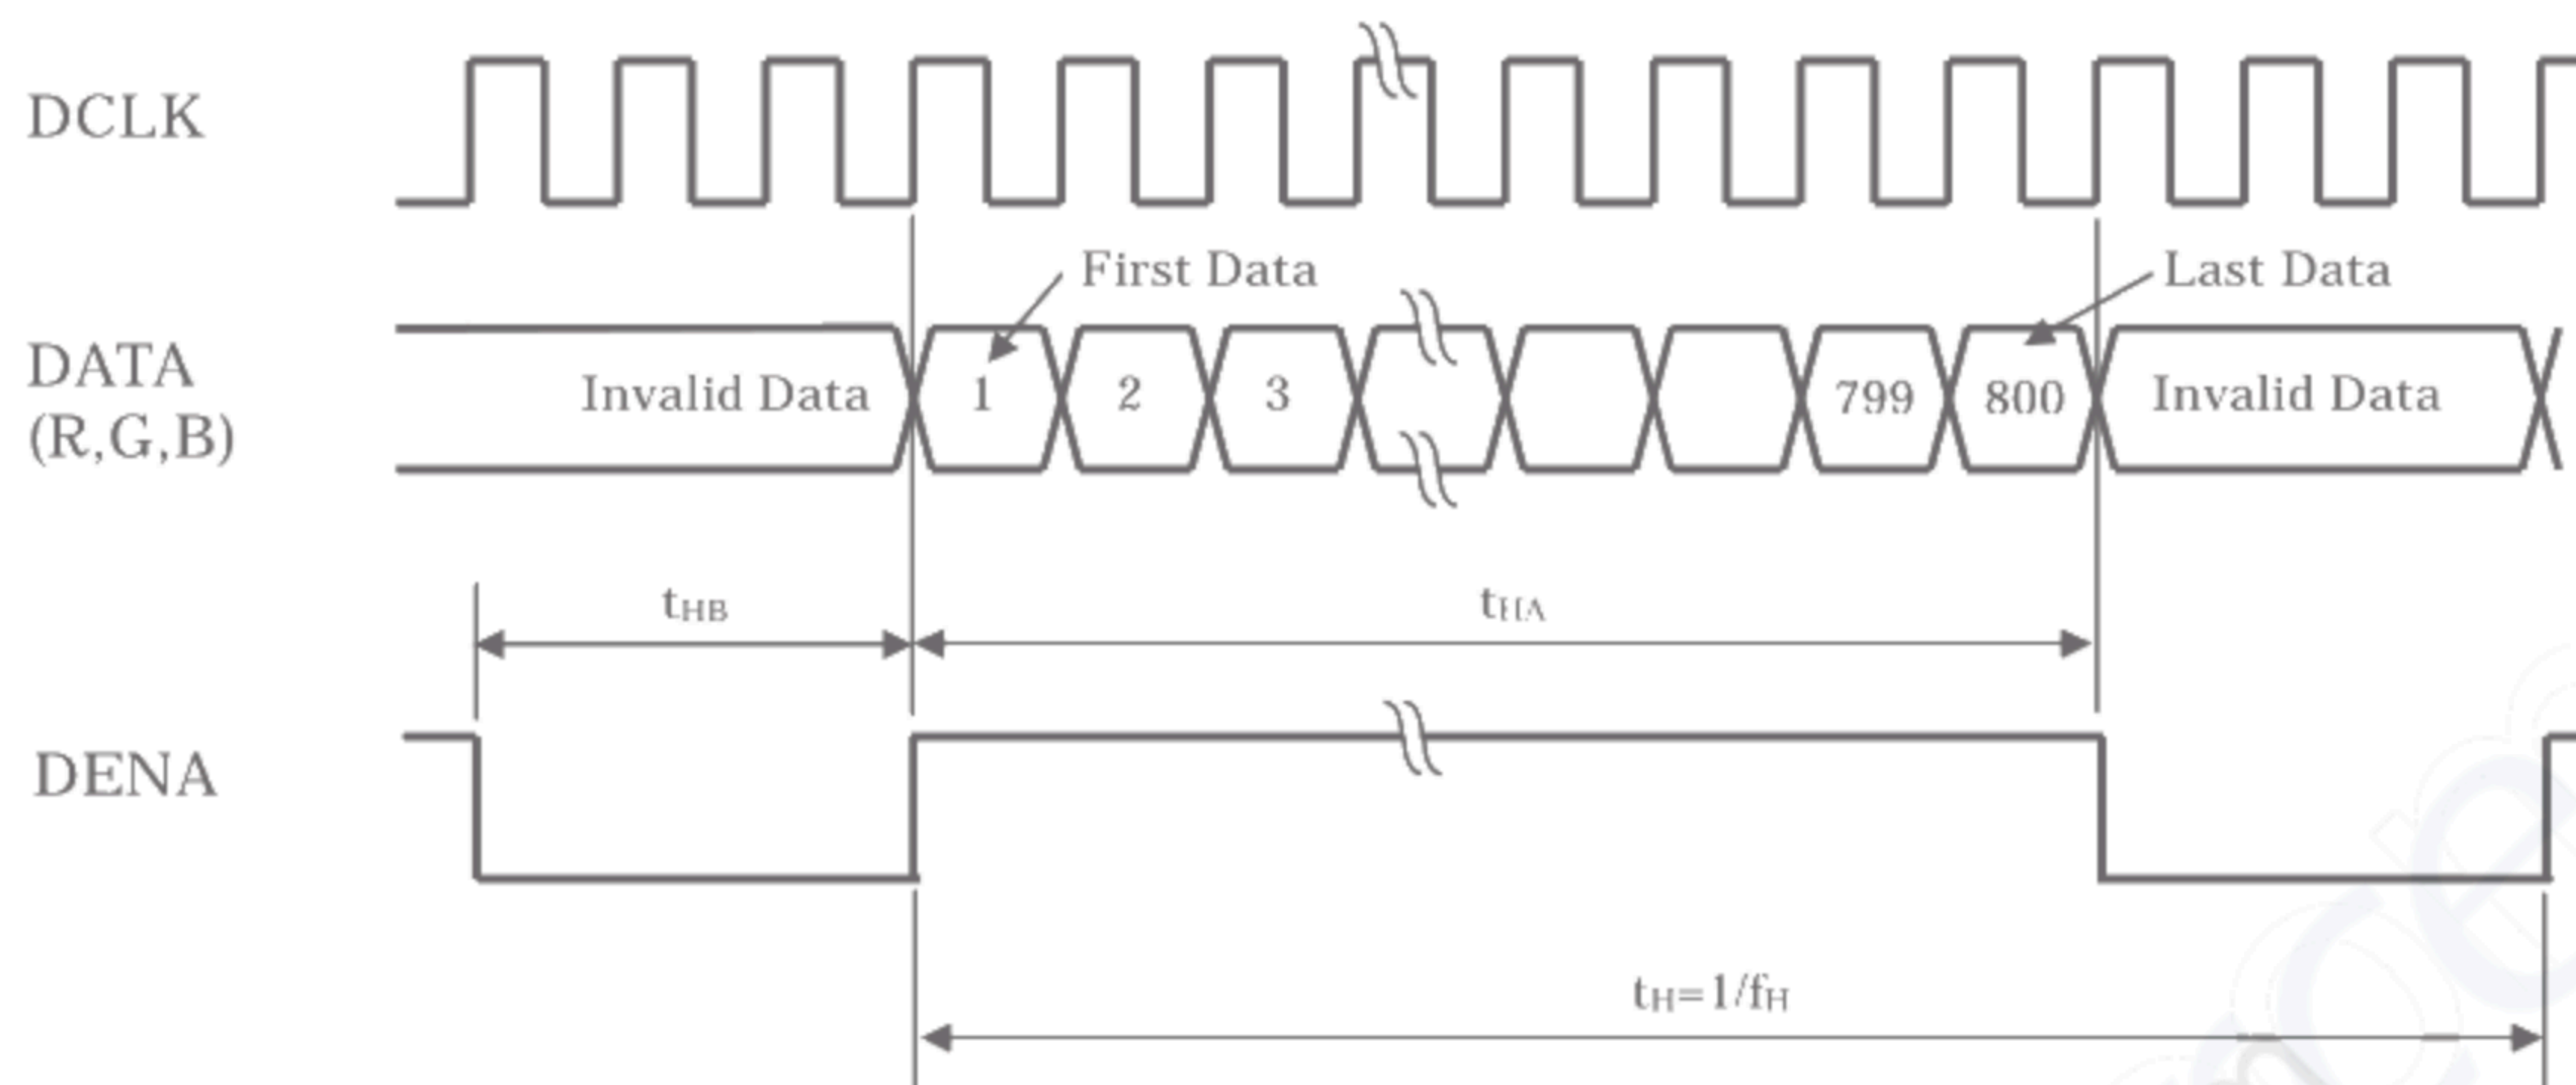 DCLK
First Data
Last Data
DATA
(R,G,B)
Invalid Data
1
2
3
799
800
Invalid Data
tHB
tHA
DENA
tH=1/fH